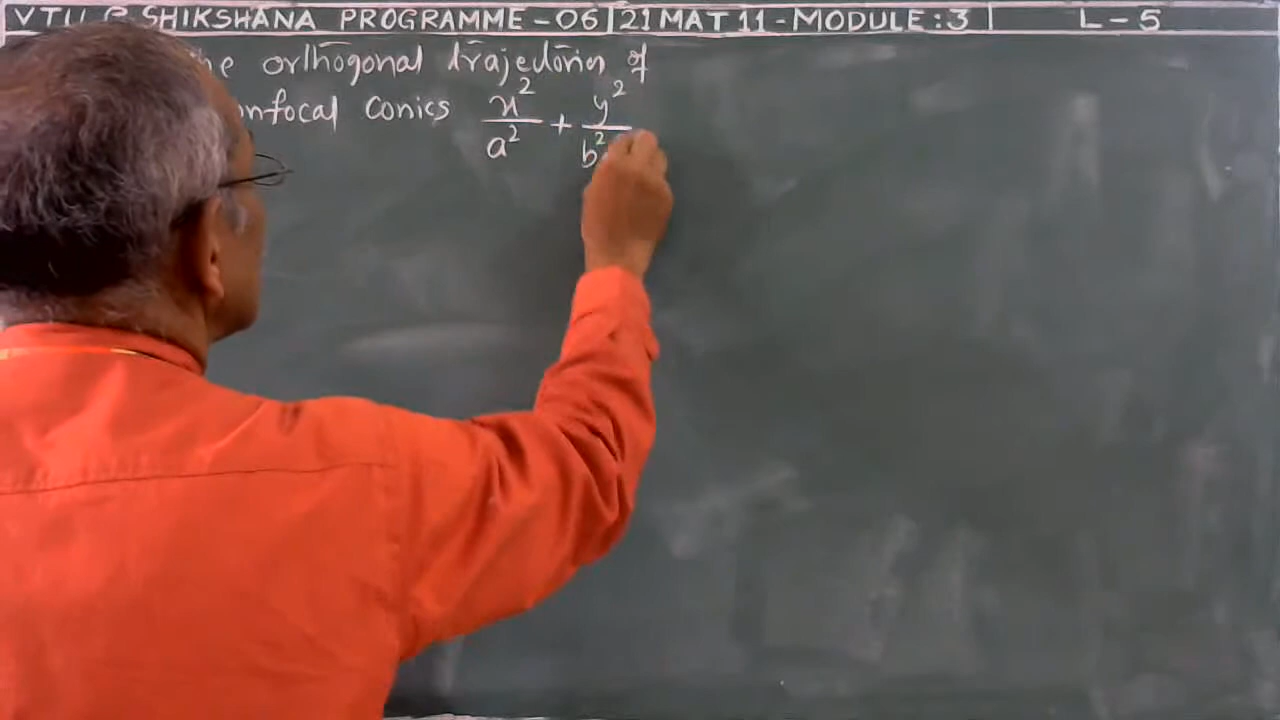 VTU e SHIKSHANA PROGRAMME - 06 | 21 MAT 11 - MODULE : 3 | L - 5
the orthogonal trajectories of
confocal conics x²/a² + y²/b²